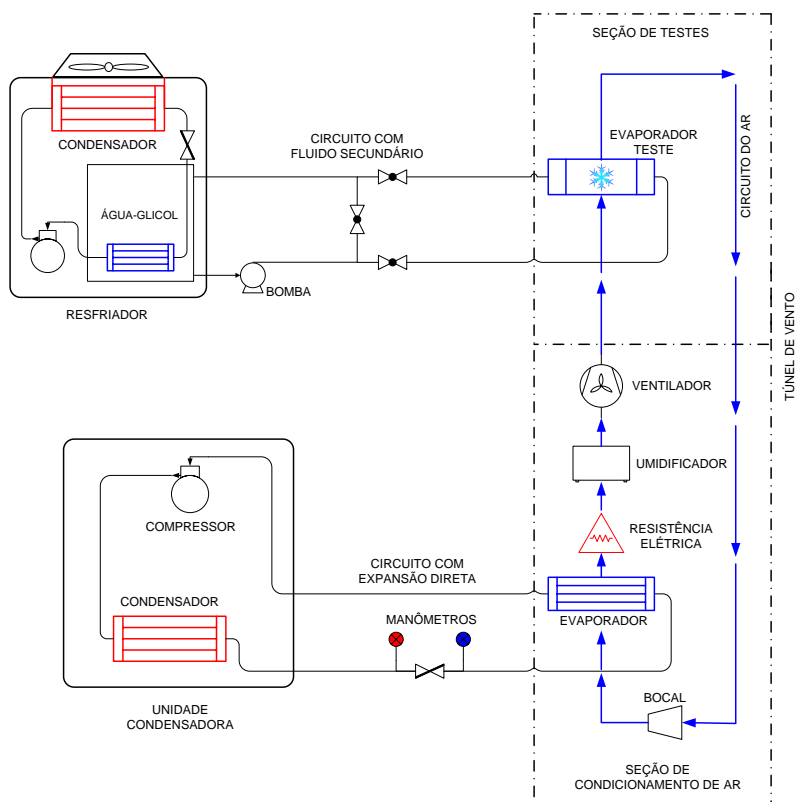 SEÇÃO DE TESTES
CONDENSADOR
CIRCUITO COM
FLUIDO SECUNDÁRIO
EVAPORADOR
TESTE
CIRCUITO DO AR
ÁGUA-GLICOL
BOMBA
RESFRIADOR
TÚNEL DE VENTO
VENTILADOR
UMIDIFICADOR
COMPRESSOR
RESISTÊNCIA
ELÉTRICA
CIRCUITO COM
EXPANSÃO DIRETA
CONDENSADOR
MANÔMETROS
EVAPORADOR
BOCAL
UNIDADE
CONDENSADORA
SEÇÃO DE
CONDICIONAMENTO DE AR